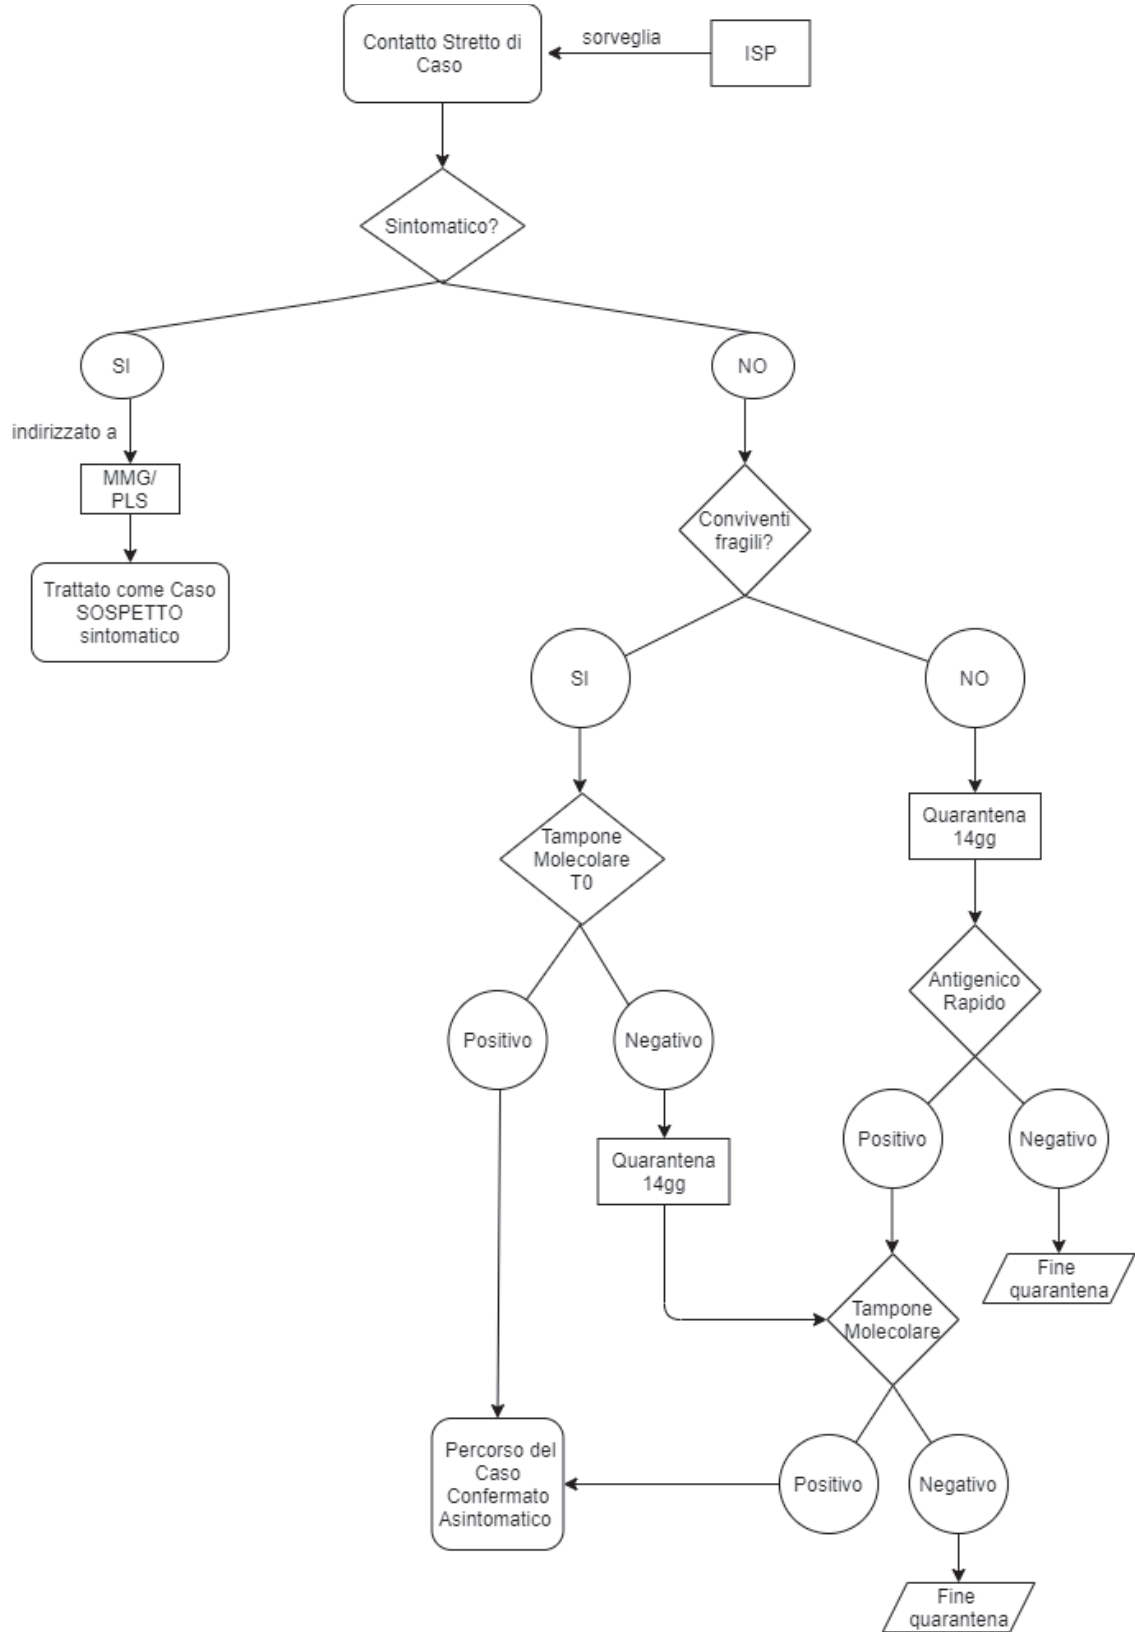 Contatto Stretto di
Caso
sorveglia
ISP
Sintomatico?
SI
NO
indirizzato a
MMG/
PLS
Trattato come Caso
SOSPETTO
sintomatico
Conviventi
fragili?
SI
NO
Tampone
Molecolare
T0
Quarantena
14gg
Antigenico
Rapido
Positivo
Negativo
Quarantena
14gg
Positivo
Negativo
Fine
quarantena
Tampone
Molecolare
Percorso del
Caso
Confermato
Asintomatico
Positivo
Negativo
Fine
quarantena